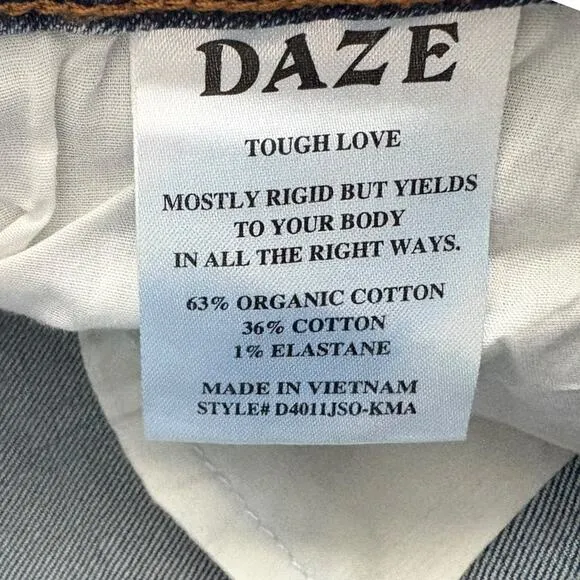 DAZE
TOUGH LOVE
MOSTLY RIGID BUT YIELDS
TO YOUR BODY
IN ALL THE RIGHT WAYS.
63% ORGANIC COTTON
36% COTTON
1% ELASTANE
MADE IN VIETNAM
STYLE# D4011JSO-KMA